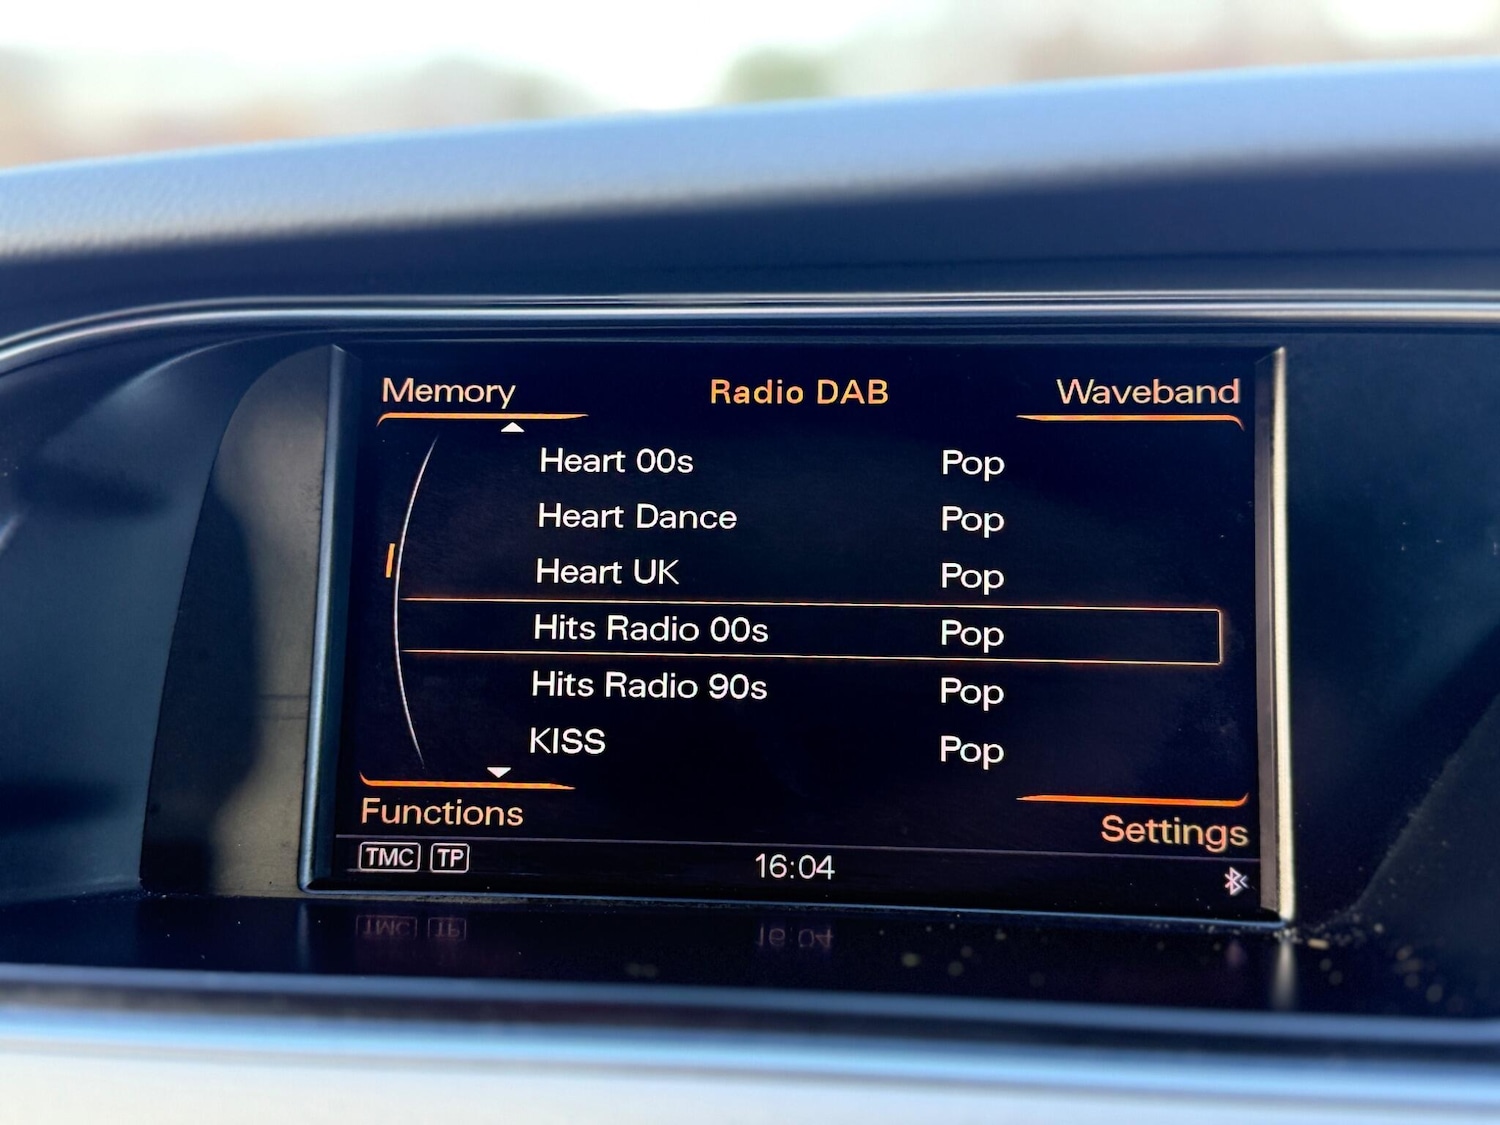 Memory Radio DAB Waveband
Heart 00s Pop
Heart Dance Pop
Heart UK Pop
Hits Radio 00s Pop
Hits Radio 90s Pop
KISS Pop
Functions Settings
TMC TP 16:04